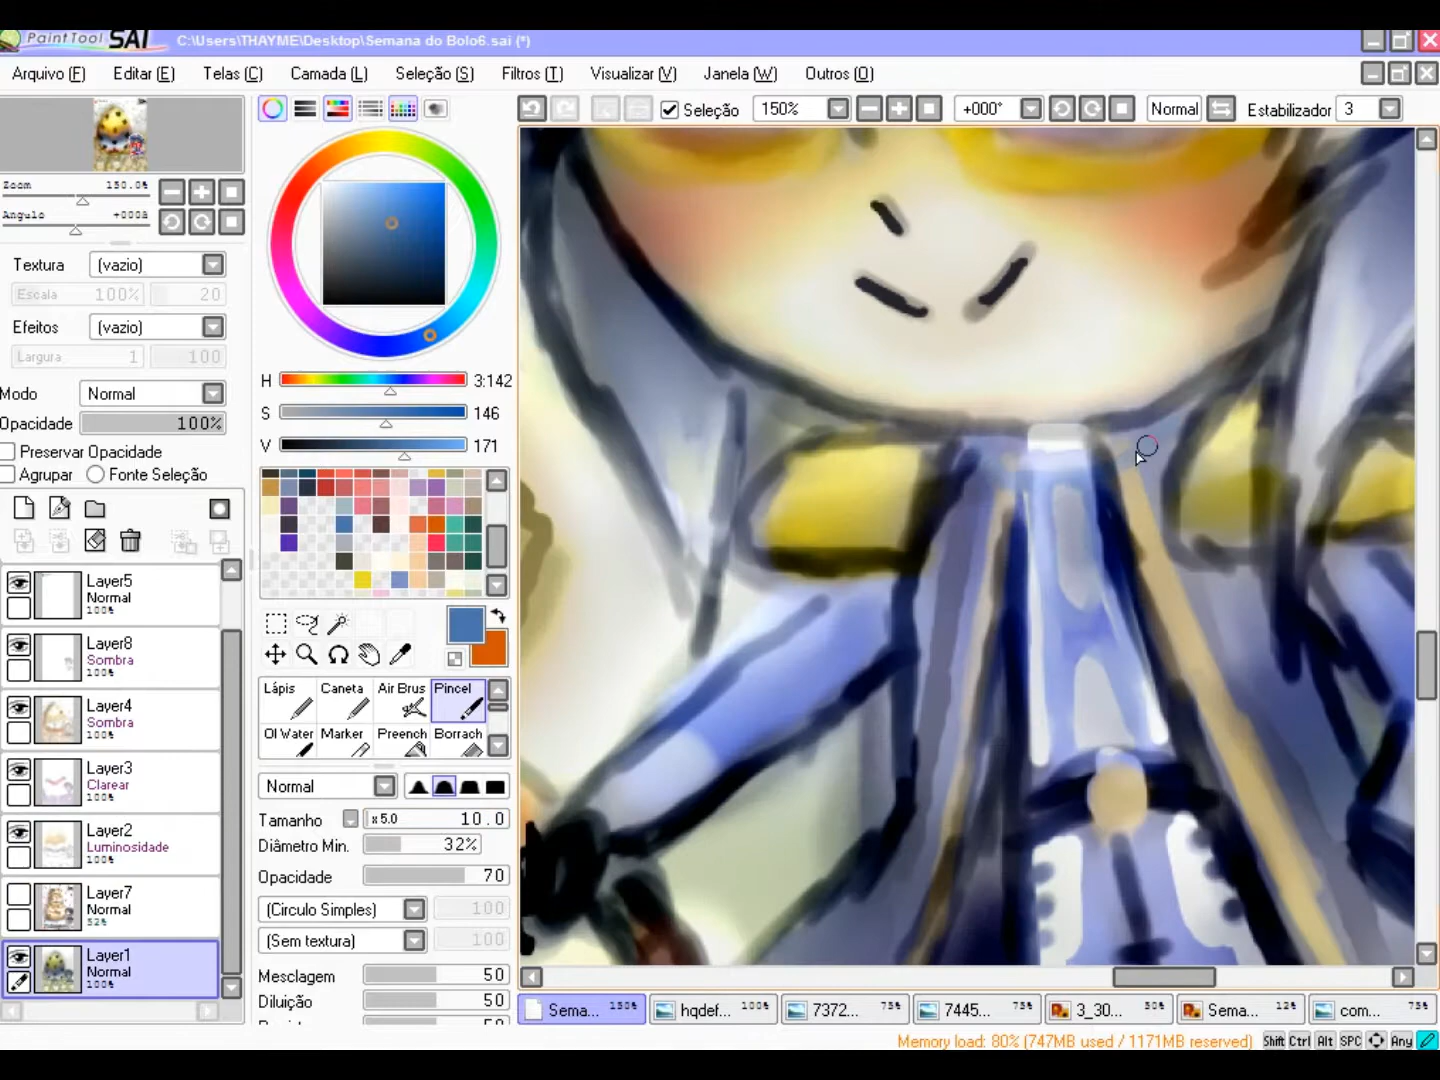 PaintTool SAI C:\Users\THAYME\Desktop\Semana do Bolo6.sai (*)
Arquivo (F) Editar (E) Telas (C) Camada (L) Seleção (S) Filtros (T) Visualizar (V) Janela (W) Outros (O)
Seleção 150% +000° Normal Estabilizador 3
Zoom 150.0%
Angulo +000å
Textura (vazio)
Escala 100% 20
Efeitos (vazio)
Largura 1 100
Modo Normal
Opacidade 100%
Preservar Opacidade
Agrupar Fonte Seleção
Layer5
Normal
100%
Layer8
Sombra
100%
Layer4
Sombra
100%
Layer3
Clarear
100%
Layer2
Luminosidade
100%
Layer7
Normal
52%
Layer1
Normal
100%
H 3:142
S 146
V 171
Lápis Caneta Air Brus Pincel
Ol Water Marker Preench Borrach
Normal
Tamanho x 5.0 10.0
Diâmetro Min. 32%
Opacidade 70
(Circulo Simples) 100
(Sem textura) 100
Mesclagem 50
Diluição 50
Sema... 150% hqdef... 100% 7372... 75% 7445... 75% 3_30... 50% Sema... 12% com... 75%
Memory load: 80% (747MB used / 1171MB reserved) Shift Ctrl Alt SPC Any